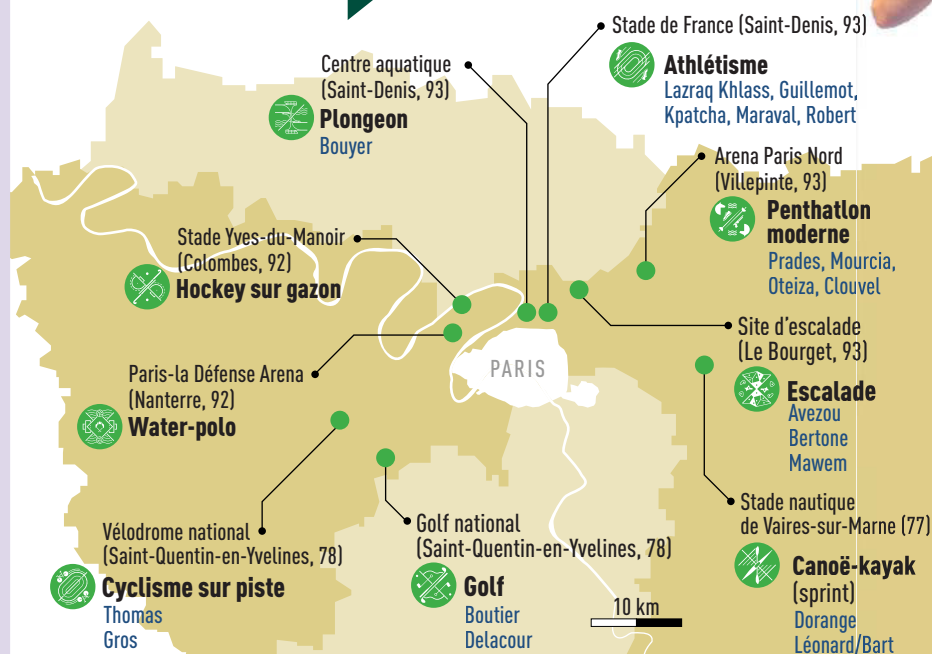 Stade de France (Saint-Denis, 93)
Athlétisme
Lazraq Khlass, Guillemot,
Kpatcha, Maraval, Robert
Centre aquatique
(Saint-Denis, 93)
Plongeon
Bouyer
Arena Paris Nord
(Villepinte, 93)
Penthatlon
moderne
Prades, Mourcia,
Oteiza, Clouvel
Stade Yves-du-Manoir
(Colombes, 92)
Hockey sur gazon
Site d'escalade
(Le Bourget, 93)
Escalade
Avezou
Bertone
Mawem
PARIS
Paris-la Défense Arena
(Nanterre, 92)
Water-polo
Stade nautique
de Vaires-sur-Marne (77)
Canoë-kayak
(sprint)
Dorange
Léonard/Bart
Vélodrome national
(Saint-Quentin-en-Yvelines, 78)
Cyclisme sur piste
Thomas
Gros
Golf national
(Saint-Quentin-en-Yvelines, 78)
Golf
Boutier
Delacour
10 km